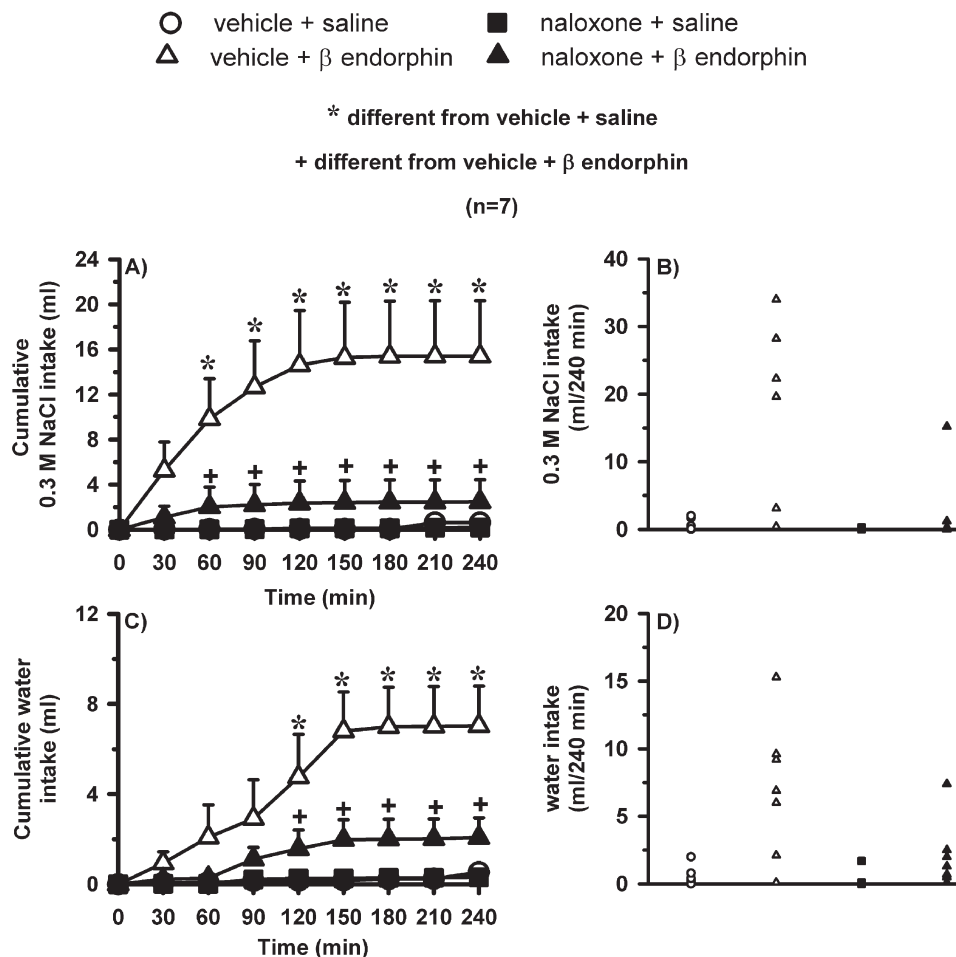 vehicle + saline
naloxone + saline
vehicle + β endorphin
naloxone + β endorphin
* different from vehicle + saline
+ different from vehicle + β endorphin
(n=7)
A)
Cumulative
0.3 M NaCl intake (ml)
24
20
16
12
8
4
0
* * * * * * *
+ + + + + + +
0 30 60 90 120 150 180 210 240
Time (min)
B)
0.3 M NaCl intake
(ml/240 min)
40
30
20
10
0
C)
Cumulative water
intake (ml)
12
8
4
0
* * * * *
+ + + + +
0 30 60 90 120 150 180 210 240
Time (min)
D)
water intake
(ml/240 min)
20
15
10
5
0